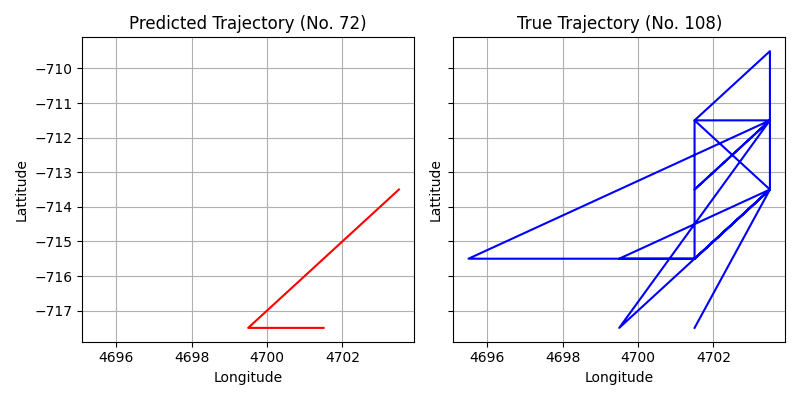 Predicted Trajectory (No. 72)
True Trajectory (No. 108)
Lattitude
−710
−711
−712
−713
−714
−715
−716
−717
4696
4698
4700
4702
Longitude
Lattitude
4696
4698
4700
4702
Longitude